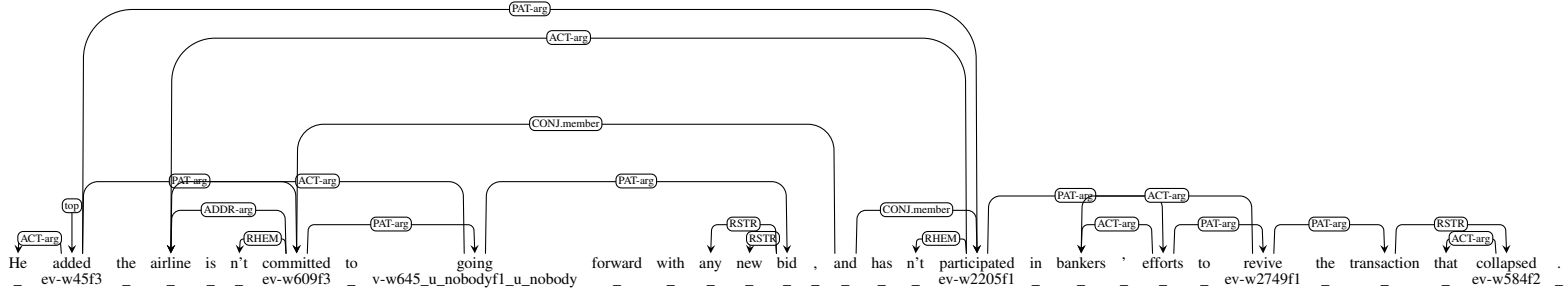 PAT-arg
ACT-arg
CONJ.member
PAT-arg ACT-arg PAT-arg
PAT-arg ACT-arg
top ADDR-arg CONJ.member
PAT-arg RSTR ACT-arg PAT-arg PAT-arg RSTR
ACT-arg RHEM RSTR RHEM ACT-arg
He added the airline is n't committed to going forward with any new bid , and has n't participated in bankers ' efforts to revive the transaction that collapsed .
_ ev-w45f3 _ _ _ _ ev-w609f3 _ v-w645_u_nobodyf1_u_nobody _ _ _ _ _ _ _ _ _ ev-w2205f1 _ _ _ _ _ ev-w2749f1 _ _ _ ev-w584f2 _